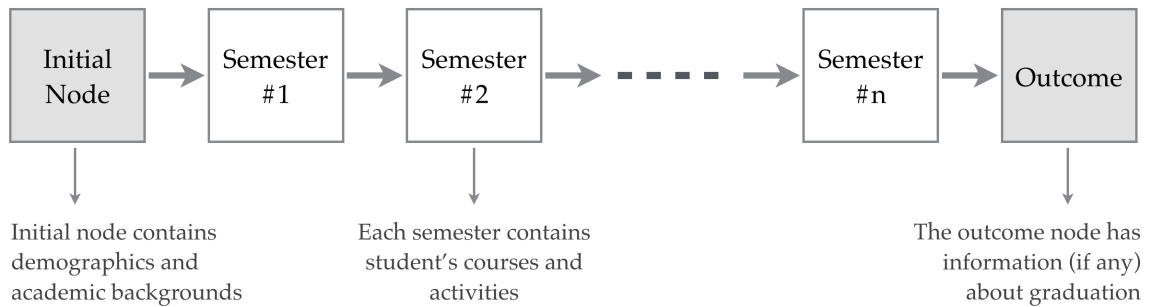 Initial
Node
Semester
#1
Semester
#2
Semester
#n
Outcome
Initial node contains
demographics and
academic backgrounds
Each semester contains
student’s courses and
activities
The outcome node has
information (if any)
about graduation